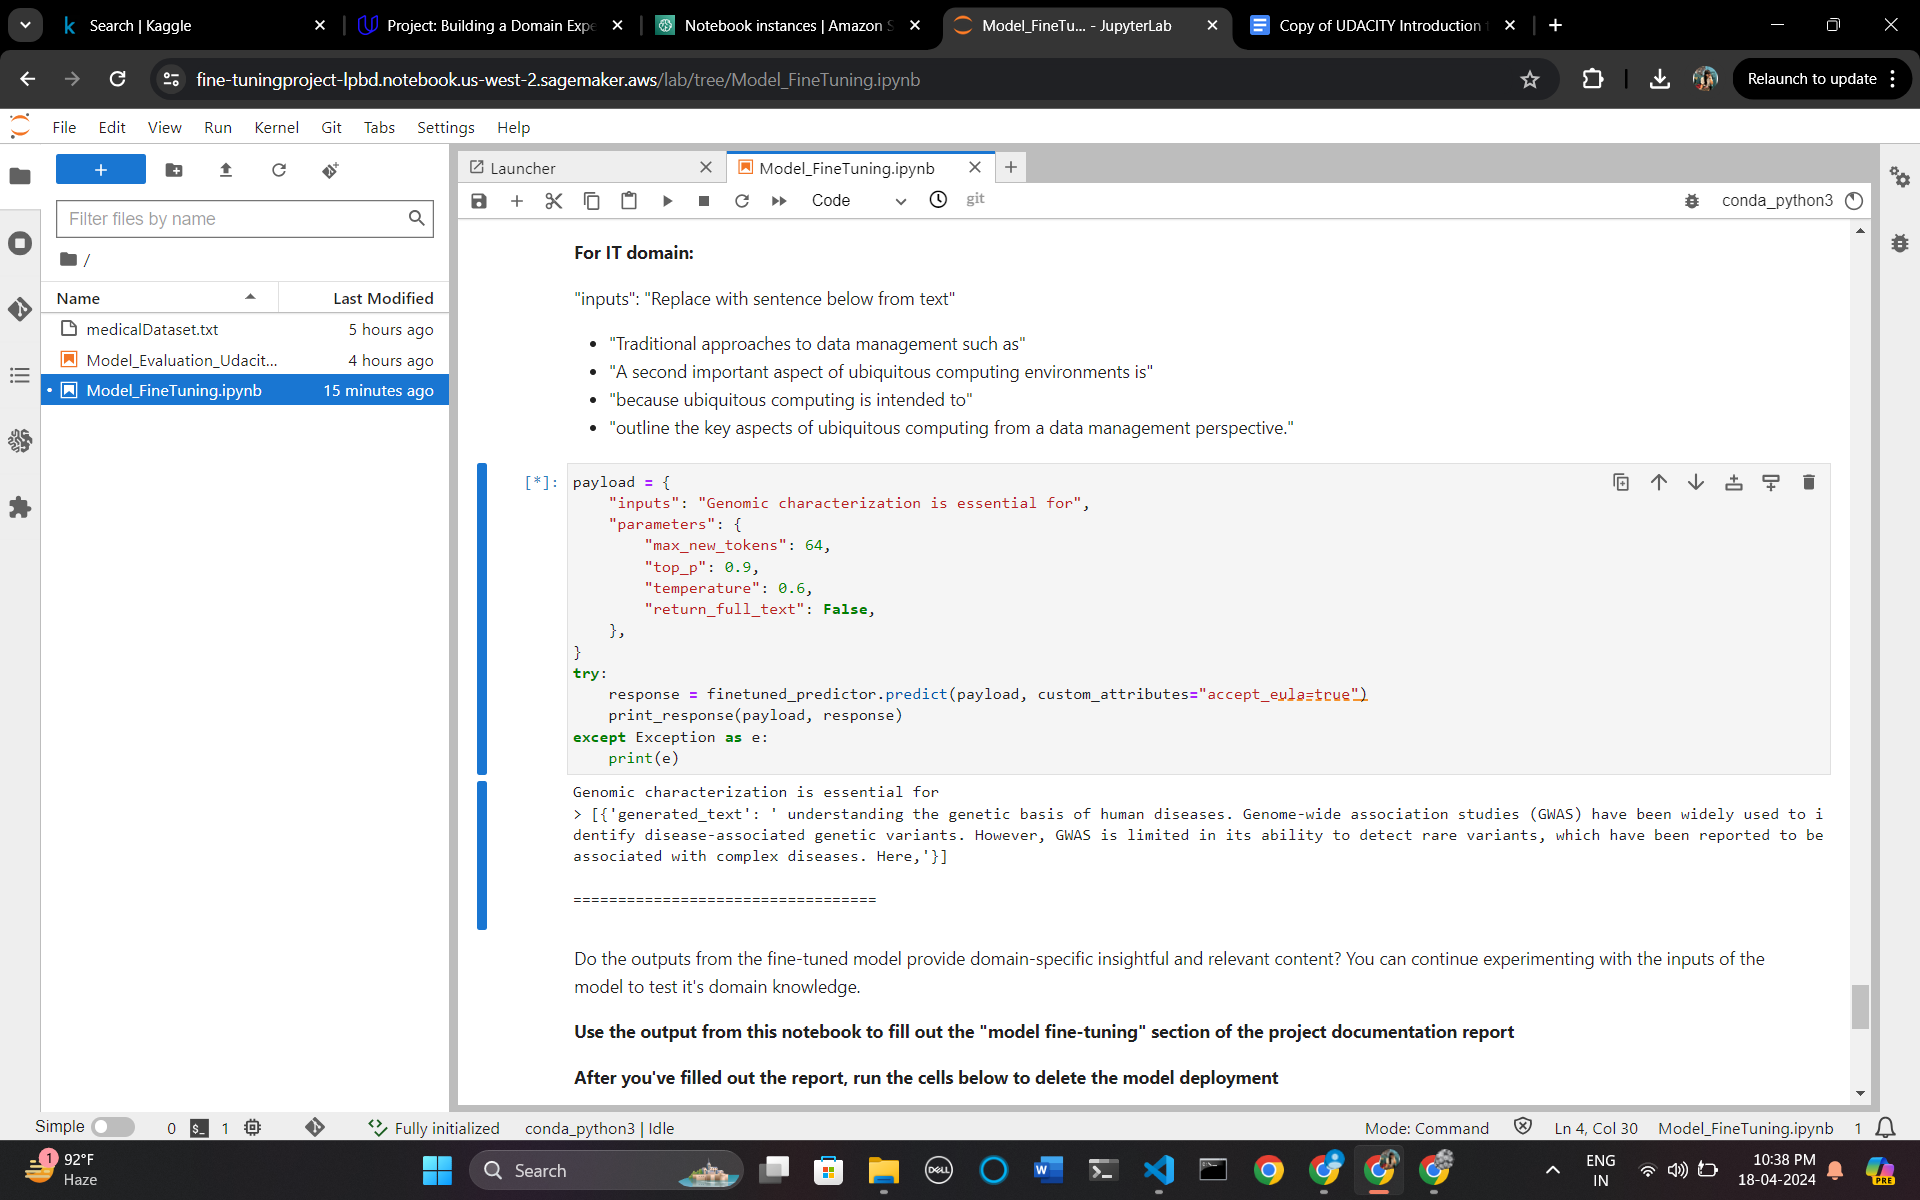 Search | Kaggle
Project: Building a Domain Expe
Notebook instances | Amazon S
Model_FineTu... - JupyterLab
Copy of UDACITY Introduction t
fine-tuningproject-lpbd.notebook.us-west-2.sagemaker.aws/lab/tree/Model_FineTuning.ipynb
Relaunch to update
File Edit View Run Kernel Git Tabs Settings Help
Launcher
Model_FineTuning.ipynb
Code
git
conda_python3
Filter files by name
/
Name Last Modified
medicalDataset.txt 5 hours ago
Model_Evaluation_Udacit... 4 hours ago
Model_FineTuning.ipynb 15 minutes ago
For IT domain:
"inputs": "Replace with sentence below from text"
• "Traditional approaches to data management such as"
• "A second important aspect of ubiquitous computing environments is"
• "because ubiquitous computing is intended to"
• "outline the key aspects of ubiquitous computing from a data management perspective."
[*]:
payload = {
    "inputs": "Genomic characterization is essential for",
    "parameters": {
        "max_new_tokens": 64,
        "top_p": 0.9,
        "temperature": 0.6,
        "return_full_text": False,
    },
}
try:
    response = finetuned_predictor.predict(payload, custom_attributes="accept_eula=true")
    print_response(payload, response)
except Exception as e:
    print(e)
Genomic characterization is essential for
> [{'generated_text': ' understanding the genetic basis of human diseases. Genome-wide association studies (GWAS) have been widely used to i
dentify disease-associated genetic variants. However, GWAS is limited in its ability to detect rare variants, which have been reported to be
associated with complex diseases. Here,'}]
==================================
Do the outputs from the fine-tuned model provide domain-specific insightful and relevant content? You can continue experimenting with the inputs of the
model to test it's domain knowledge.
Use the output from this notebook to fill out the "model fine-tuning" section of the project documentation report
After you've filled out the report, run the cells below to delete the model deployment
Simple 0 $_ 1 Fully initialized conda_python3 | Idle Mode: Command Ln 4, Col 30 Model_FineTuning.ipynb 1
1
92°F
Haze
Search
DELL
ENG
IN
10:38 PM
18-04-2024
PRE